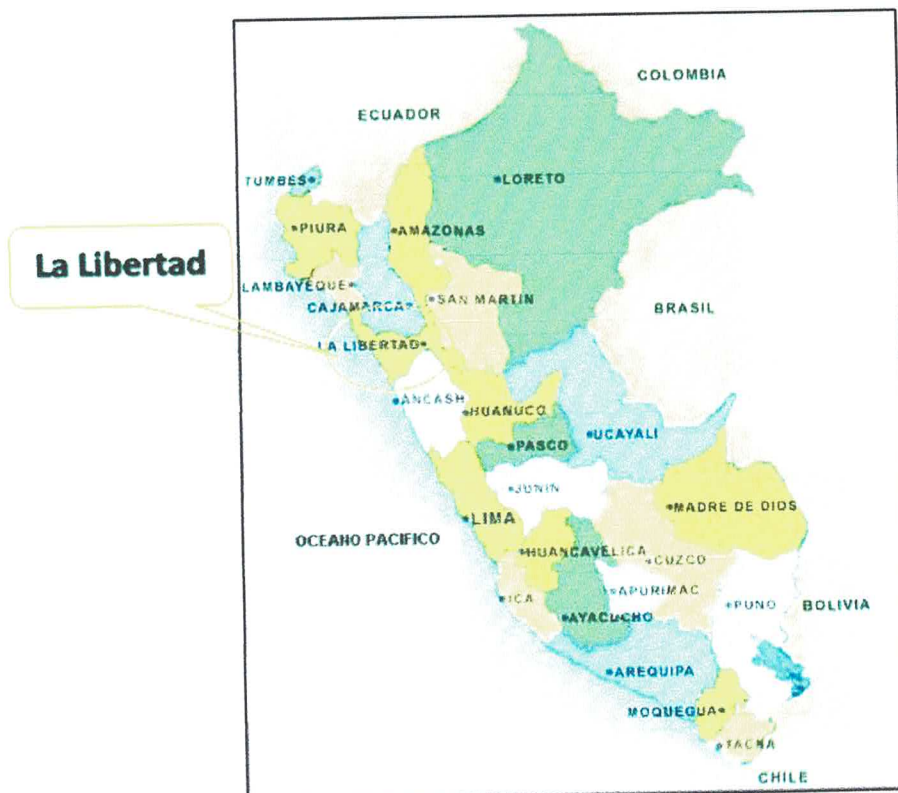 COLOMBIA
ECUADOR
TUMBES
LORETO
PIURA
AMAZONAS
La Libertad
LAMBAYEQUE
SAN MARTIN
CAJAMARCA
BRASIL
LA LIBERTAD
ANCASH
HUANUCO
UCAYALI
PASCO
JUNIN
MADRE DE DIOS
LIMA
OCEANO PACIFICO
HUANCAVELICA
CUZCO
APURIMAC
ICA
PUNO
BOLIVIA
AYACUCHO
AREQUIPA
MOQUEGUA
TACNA
CHILE